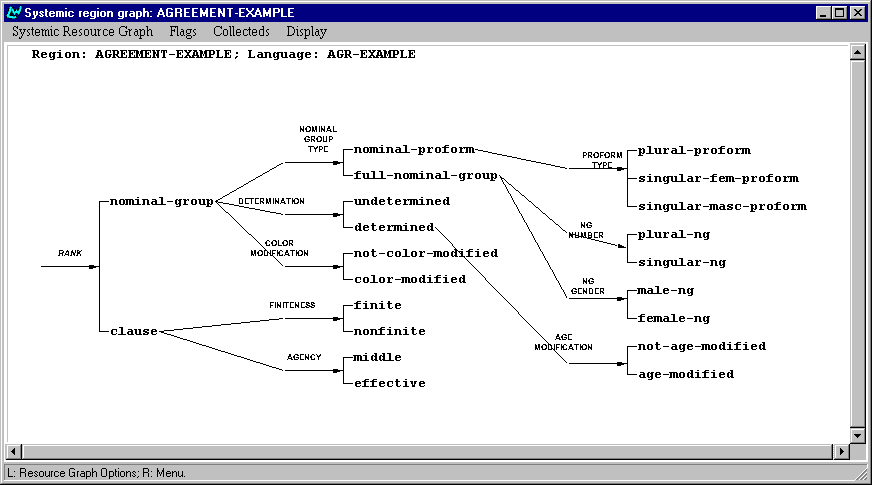 Systemic region graph: AGREEMENT-EXAMPLE
Systemic Resource Graph Flags Collecteds Display
Region: AGREEMENT-EXAMPLE; Language: AGR-EXAMPLE
RANK
nominal-group
clause
NOMINAL
GROUP
TYPE
nominal-proform
full-nominal-group
DETERMINATION
undetermined
determined
COLOR
MODIFICATION
not-color-modified
color-modified
FINITENESS
finite
nonfinite
AGENCY
middle
effective
PROFORM
TYPE
plural-proform
singular-fem-proform
singular-masc-proform
NG
NUMBER
plural-ng
singular-ng
NG
GENDER
male-ng
female-ng
AGE
MODIFICATION
not-age-modified
age-modified
L: Resource Graph Options; R: Menu.